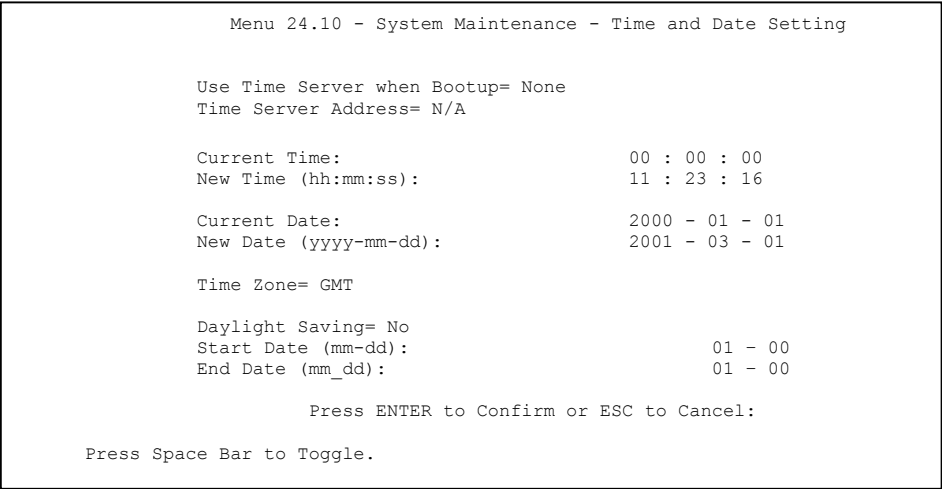 Menu 24.10 - System Maintenance - Time and Date Setting
Use Time Server when Bootup= None
Time Server Address= N/A
Current Time: 00 : 00 : 00
New Time (hh:mm:ss): 11 : 23 : 16
Current Date: 2000 - 01 - 01
New Date (yyyy-mm-dd): 2001 - 03 - 01
Time Zone= GMT
Daylight Saving= No
Start Date (mm-dd): 01 – 00
End Date (mm_dd): 01 – 00
Press ENTER to Confirm or ESC to Cancel:
Press Space Bar to Toggle.